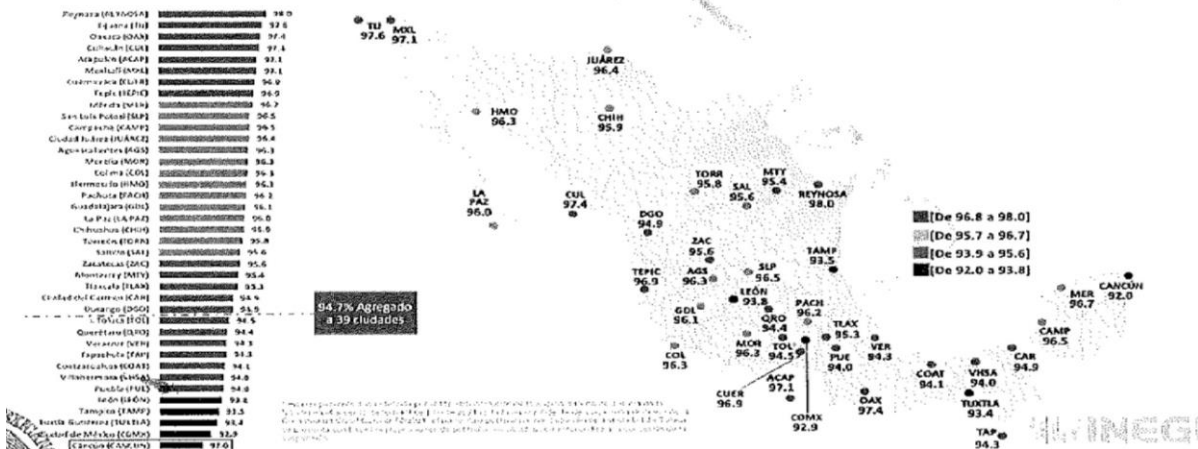 Reynosa (REYNOSA) 98.0
Tijuana (TIJ) 97.6
Oaxaca (OAX) 97.4
Culiacán (CUL) 97.4
Acapulco (ACAP) 97.1
Mexicali (MXL) 97.1
Cuernavaca (CUER) 96.9
Tepic (TEPIC) 96.9
Mérida (MER) 96.7
San Luis Potosí (SLP) 96.5
Campeche (CAMP) 96.5
Ciudad Juárez (JUÁREZ) 96.4
Aguascalientes (AGS) 96.3
Morelia (MOR) 96.3
Colima (COL) 96.3
Hermosillo (HMO) 96.3
Pachuca (PACH) 96.2
Guadalajara (GDL) 96.1
La Paz (LA PAZ) 96.0
Chihuahua (CHIH) 95.9
Torreón (TORR) 95.8
Saltillo (SAL) 95.6
Zacatecas (ZAC) 95.6
Monterrey (MTY) 95.4
Tlaxcala (TLAX) 95.3
Ciudad del Carmen (CAR) 94.9
Durango (DGO) 94.9
Toluca (TOL) 94.5
Querétaro (QRO) 94.4
Veracruz (VER) 94.3
Tapachula (TAP) 94.3
Coatzacoalcos (COAT) 94.1
Villahermosa (VHSA) 94.0
Puebla (PUE) 94.0
León (LEÓN) 93.8
Tampico (TAMP) 93.5
Tuxtla Gutiérrez (TUXTLA) 93.4
Ciudad de México (CDMX) 92.9
Cancún (CANCÚN) 92.0
94.7% Agregado
a 39 ciudades
TIJ
97.6
MXL
97.1
JUÁREZ
96.4
HMO
96.3
CHIH
95.9
LA
PAZ
96.0
CUL
97.4
TORR
95.8
SAL
95.6
MTY
95.4
REYNOSA
98.0
DGO
94.9
ZAC
95.6
TAMP
93.5
TEPIC
96.9
AGS
96.3
SLP
96.5
LEÓN
93.8
GDL
96.1
QRO
94.4
PACH
96.2
TLAX
95.3
COL
96.3
MOR
96.3
TOL
94.5
PUE
94.0
VER
94.3
CUER
96.9
ACAP
97.1
CDMX
92.9
OAX
97.4
COAT
94.1
VHSA
94.0
TUXTLA
93.4
TAP
94.3
CAR
94.9
CAMP
96.5
MER
96.7
CANCÚN
92.0
[De 96.8 a 98.0]
[De 95.7 a 96.7]
[De 93.9 a 95.6]
[De 92.0 a 93.8]
INEGI